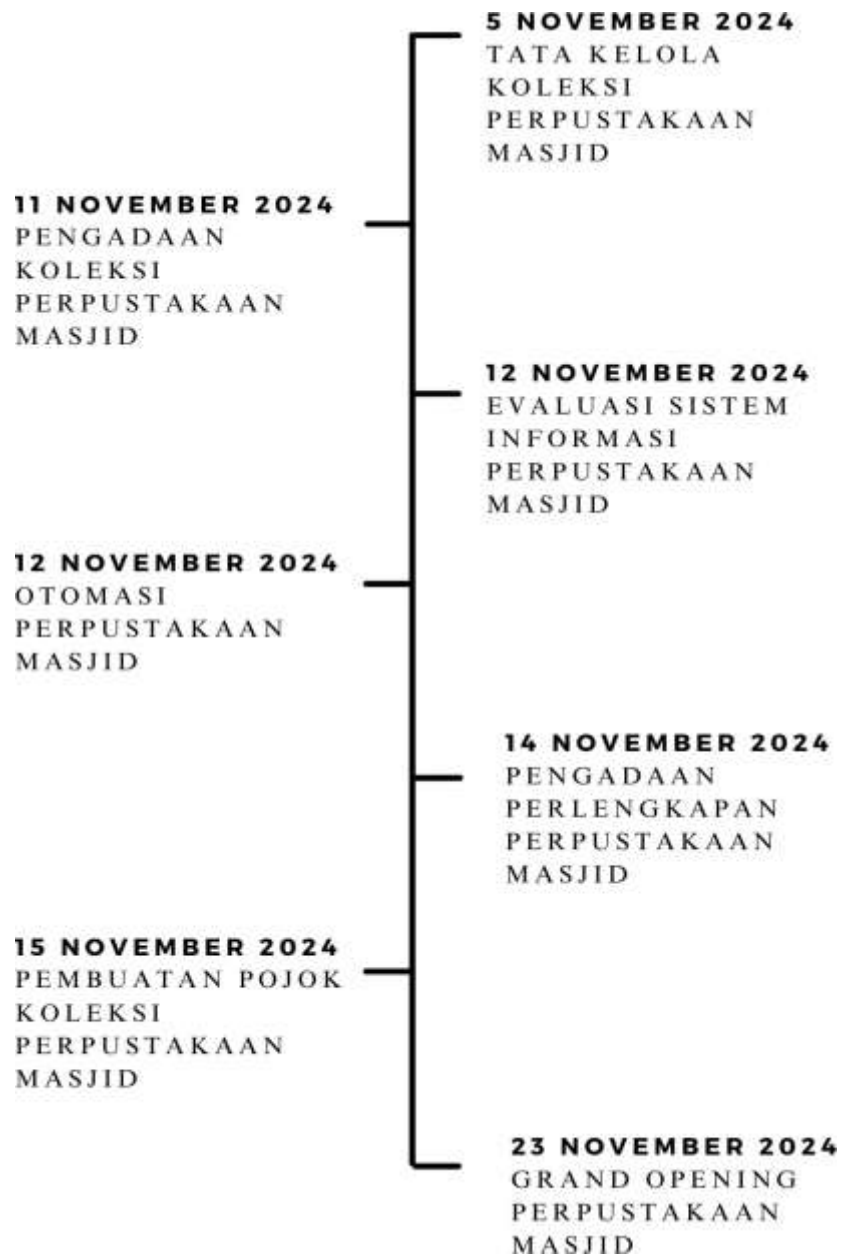 5 NOVEMBER 2024
TATA KELOLA
KOLEKSI
PERPUSTAKAAN
MASJID
11 NOVEMBER 2024
PENGADAAN
KOLEKSI
PERPUSTAKAAN
MASJID
12 NOVEMBER 2024
EVALUASI SISTEM
INFORMASI
PERPUSTAKAAN
MASJID
12 NOVEMBER 2024
OTOMASI
PERPUSTAKAAN
MASJID
14 NOVEMBER 2024
PENGADAAN
PERLENGKAPAN
PERPUSTAKAAN
MASJID
15 NOVEMBER 2024
PEMBUATAN POJOK
KOLEKSI
PERPUSTAKAAN
MASJID
23 NOVEMBER 2024
GRAND OPENING
PERPUSTAKAAN
MASJID